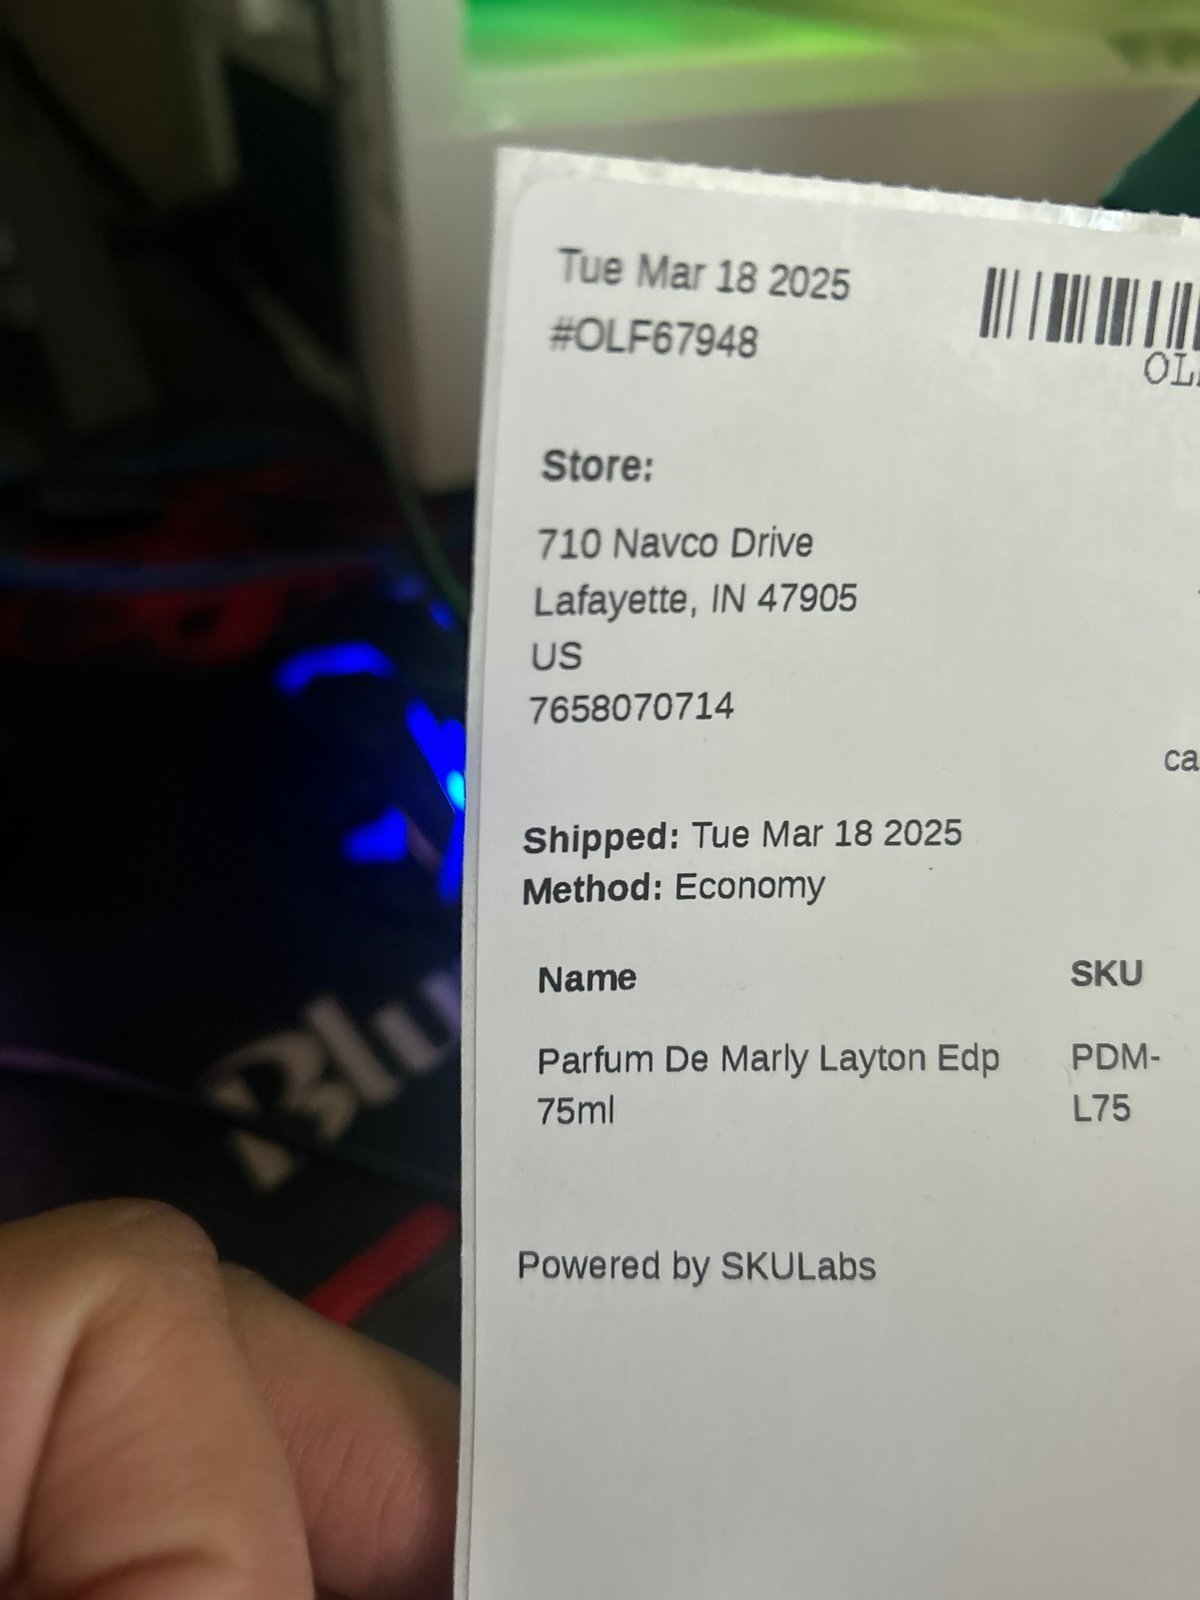 Tue Mar 18 2025
#OLF67948
Store:
710 Navco Drive
Lafayette, IN 47905
US
7658070714
ca
Shipped: Tue Mar 18 2025
Method: Economy
Name SKU
Parfum De Marly Layton Edp PDM-
75ml L75
Powered by SKULabs